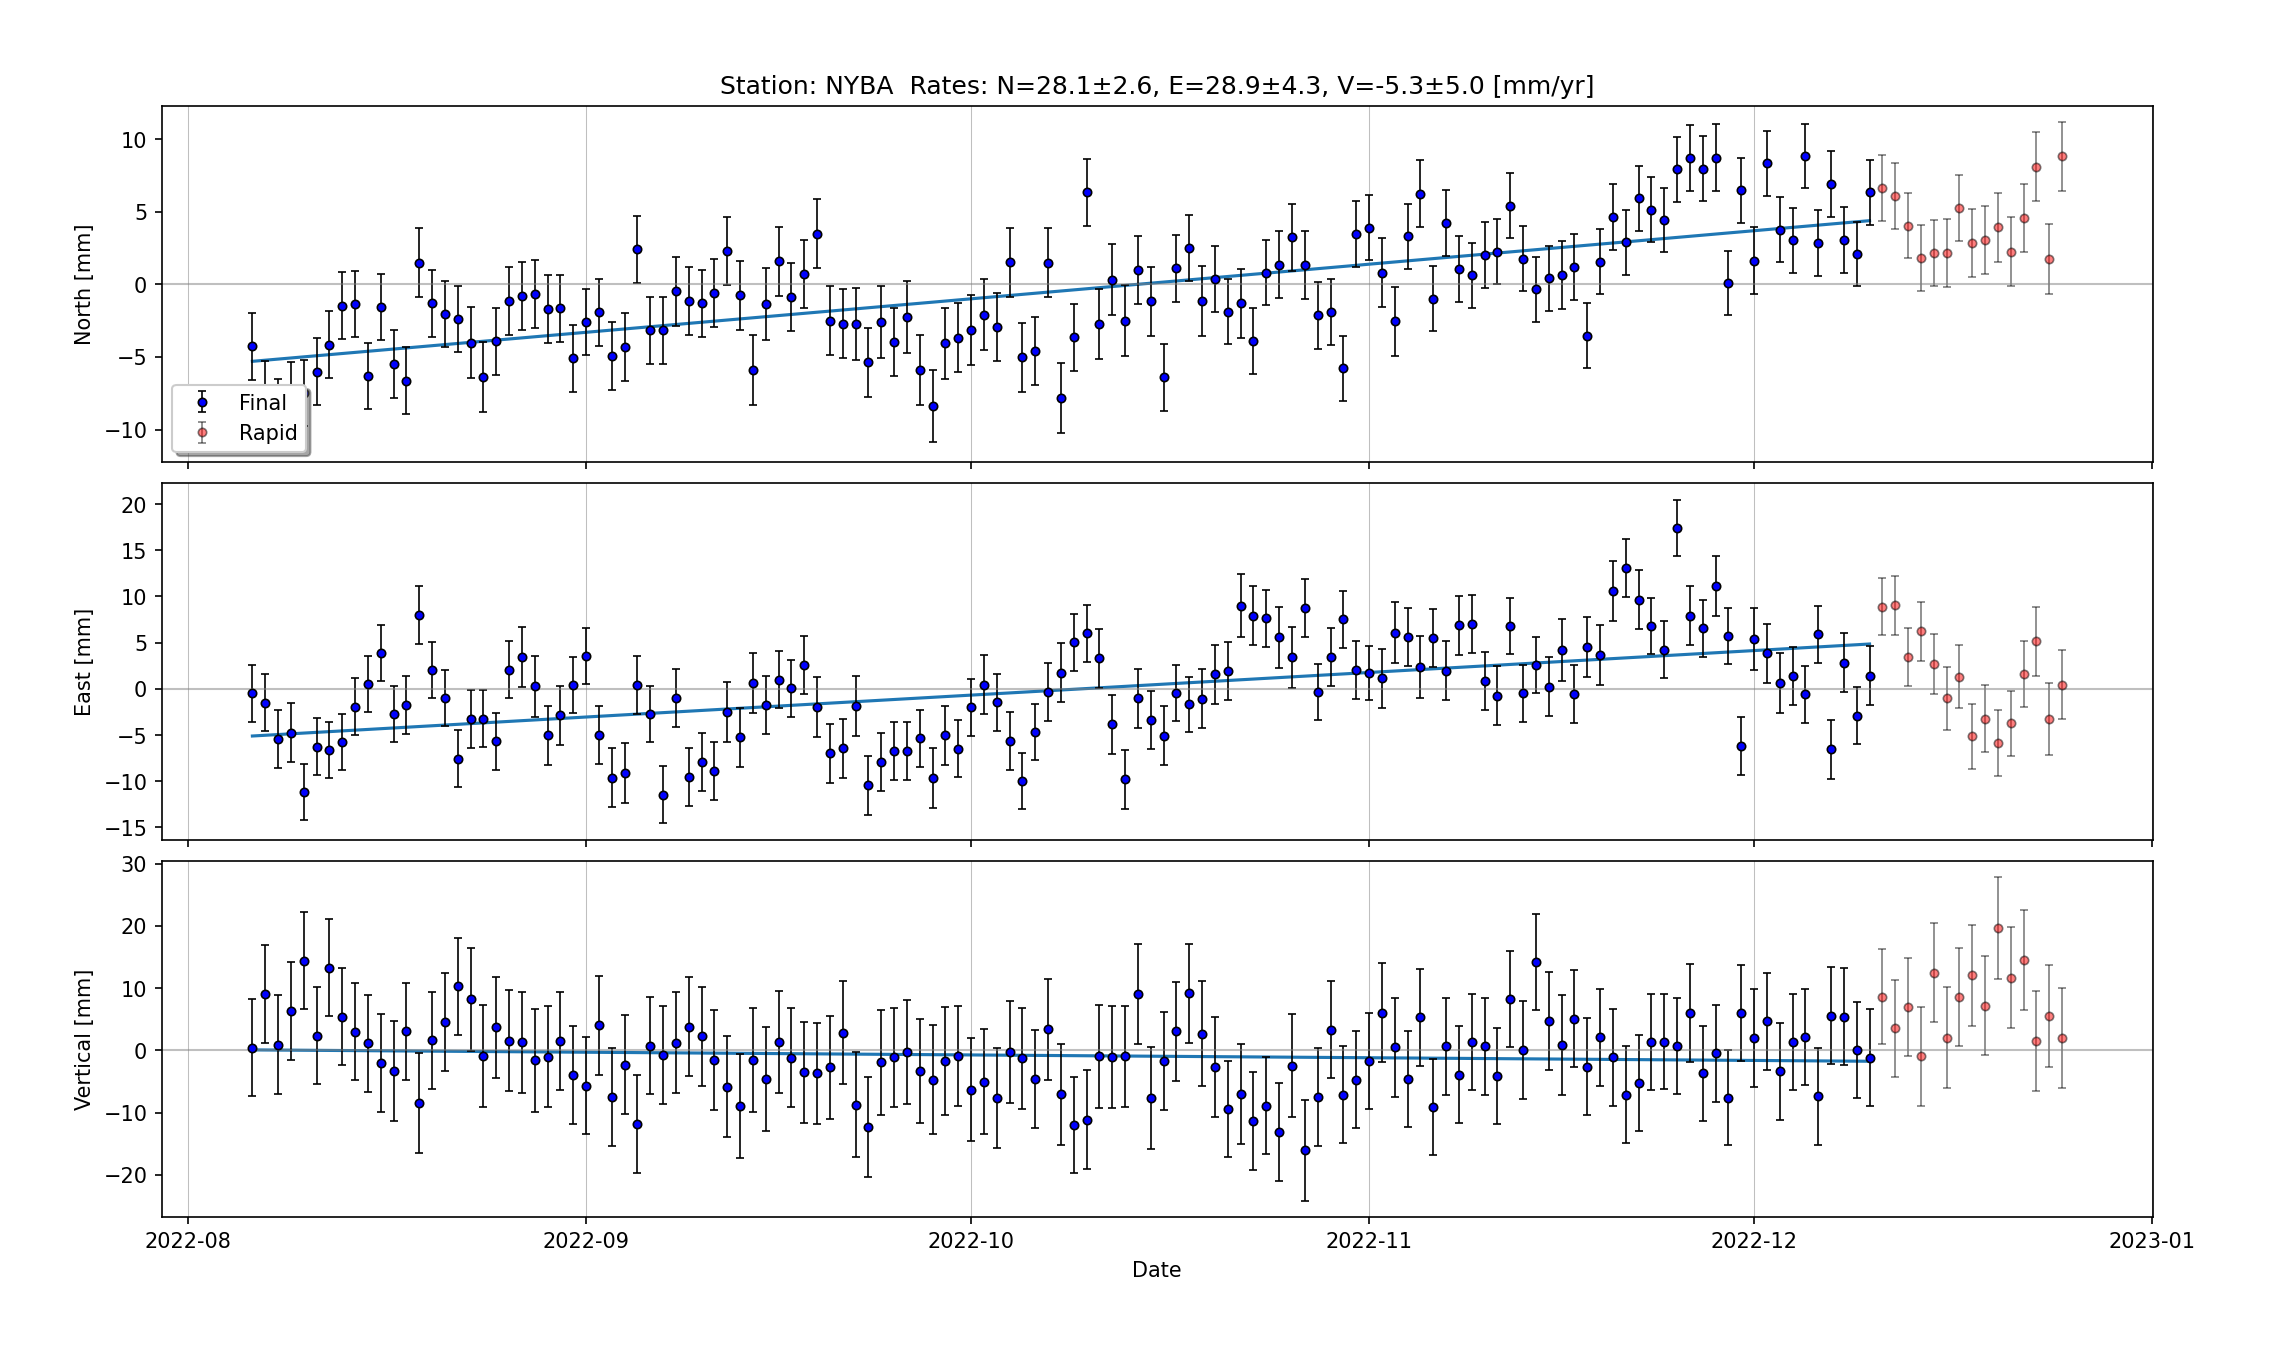 Station: NYBA  Rates: N=28.1±2.6, E=28.9±4.3, V=-5.3±5.0 [mm/yr]
10
5
0
−5
−10
North [mm]
Final
Rapid
20
15
10
5
0
−5
−10
−15
East [mm]
30
20
10
0
−10
−20
Vertical [mm]
2022-08 2022-09 2022-10 2022-11 2022-12 2023-01
Date